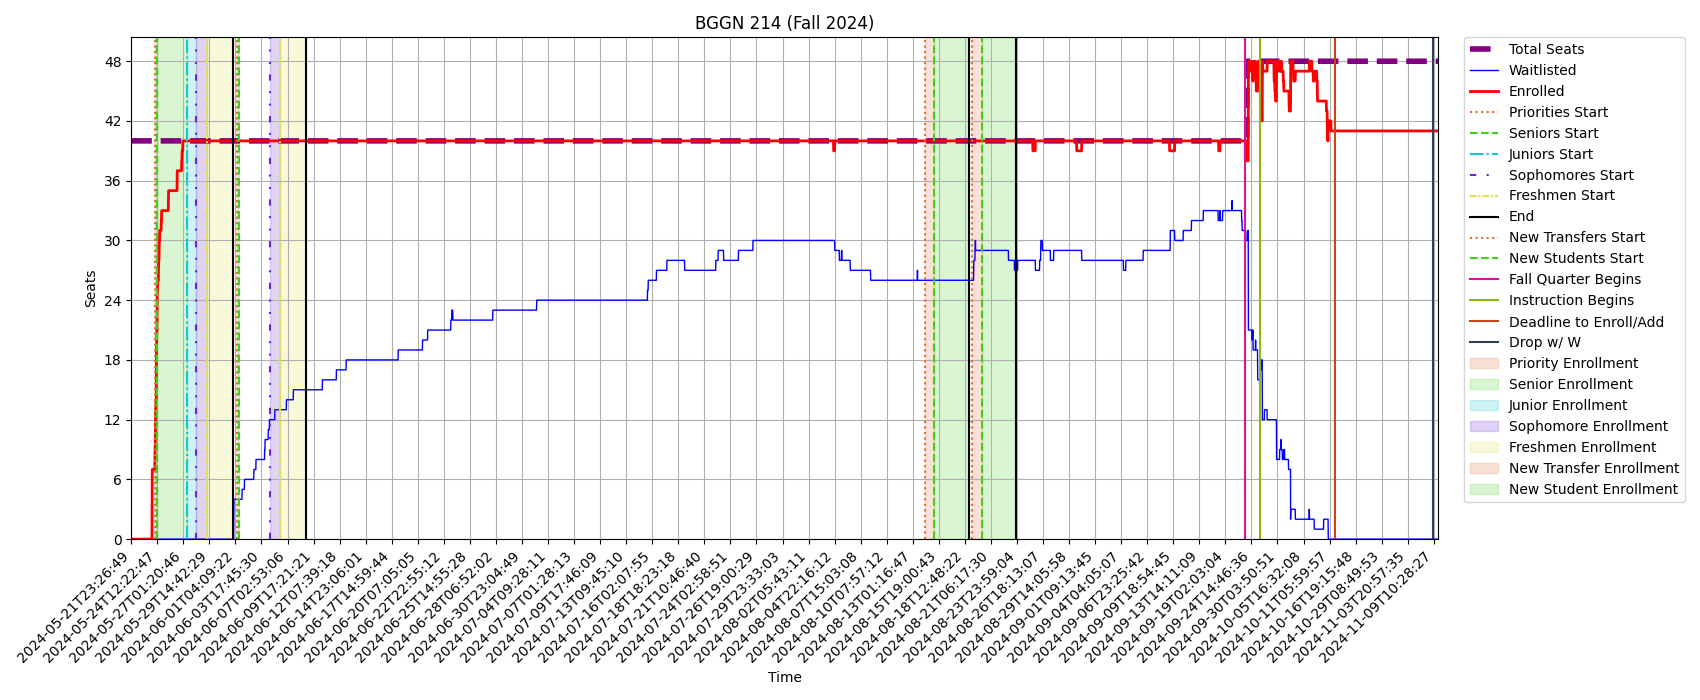 BGGN 214 (Fall 2024)
Seats
48
42
36
30
24
18
12
6
0
2024-05-21T23:26:49
2024-05-24T12:22:47
2024-05-27T01:20:46
2024-05-29T14:42:29
2024-06-01T04:09:22
2024-06-03T17:45:30
2024-06-07T02:53:06
2024-06-09T17:21:21
2024-06-12T07:39:18
2024-06-14T23:06:01
2024-06-17T14:59:44
2024-06-20T07:05:05
2024-06-22T22:55:12
2024-06-25T14:55:28
2024-06-28T06:52:02
2024-06-30T23:04:49
2024-07-04T09:28:11
2024-07-07T01:28:13
2024-07-09T17:46:09
2024-07-13T09:45:10
2024-07-16T02:07:55
2024-07-18T18:23:18
2024-07-21T10:46:40
2024-07-24T02:58:51
2024-07-26T19:00:29
2024-07-29T23:33:03
2024-08-02T05:43:11
2024-08-04T22:16:12
2024-08-07T15:03:08
2024-08-10T07:57:12
2024-08-13T01:16:47
2024-08-15T19:00:43
2024-08-18T12:48:22
2024-08-21T06:17:30
2024-08-23T23:59:04
2024-08-26T18:13:07
2024-08-29T14:05:58
2024-09-01T09:13:45
2024-09-04T04:05:07
2024-09-06T23:25:42
2024-09-09T18:54:45
2024-09-13T14:11:09
2024-09-19T02:03:04
2024-09-24T14:46:36
2024-09-30T03:50:51
2024-10-05T16:32:08
2024-10-11T05:59:57
2024-10-16T19:15:48
2024-10-29T08:49:53
2024-11-03T20:57:35
2024-11-09T10:28:27
Time
Total Seats
Waitlisted
Enrolled
Priorities Start
Seniors Start
Juniors Start
Sophomores Start
Freshmen Start
End
New Transfers Start
New Students Start
Fall Quarter Begins
Instruction Begins
Deadline to Enroll/Add
Drop w/ W
Priority Enrollment
Senior Enrollment
Junior Enrollment
Sophomore Enrollment
Freshmen Enrollment
New Transfer Enrollment
New Student Enrollment